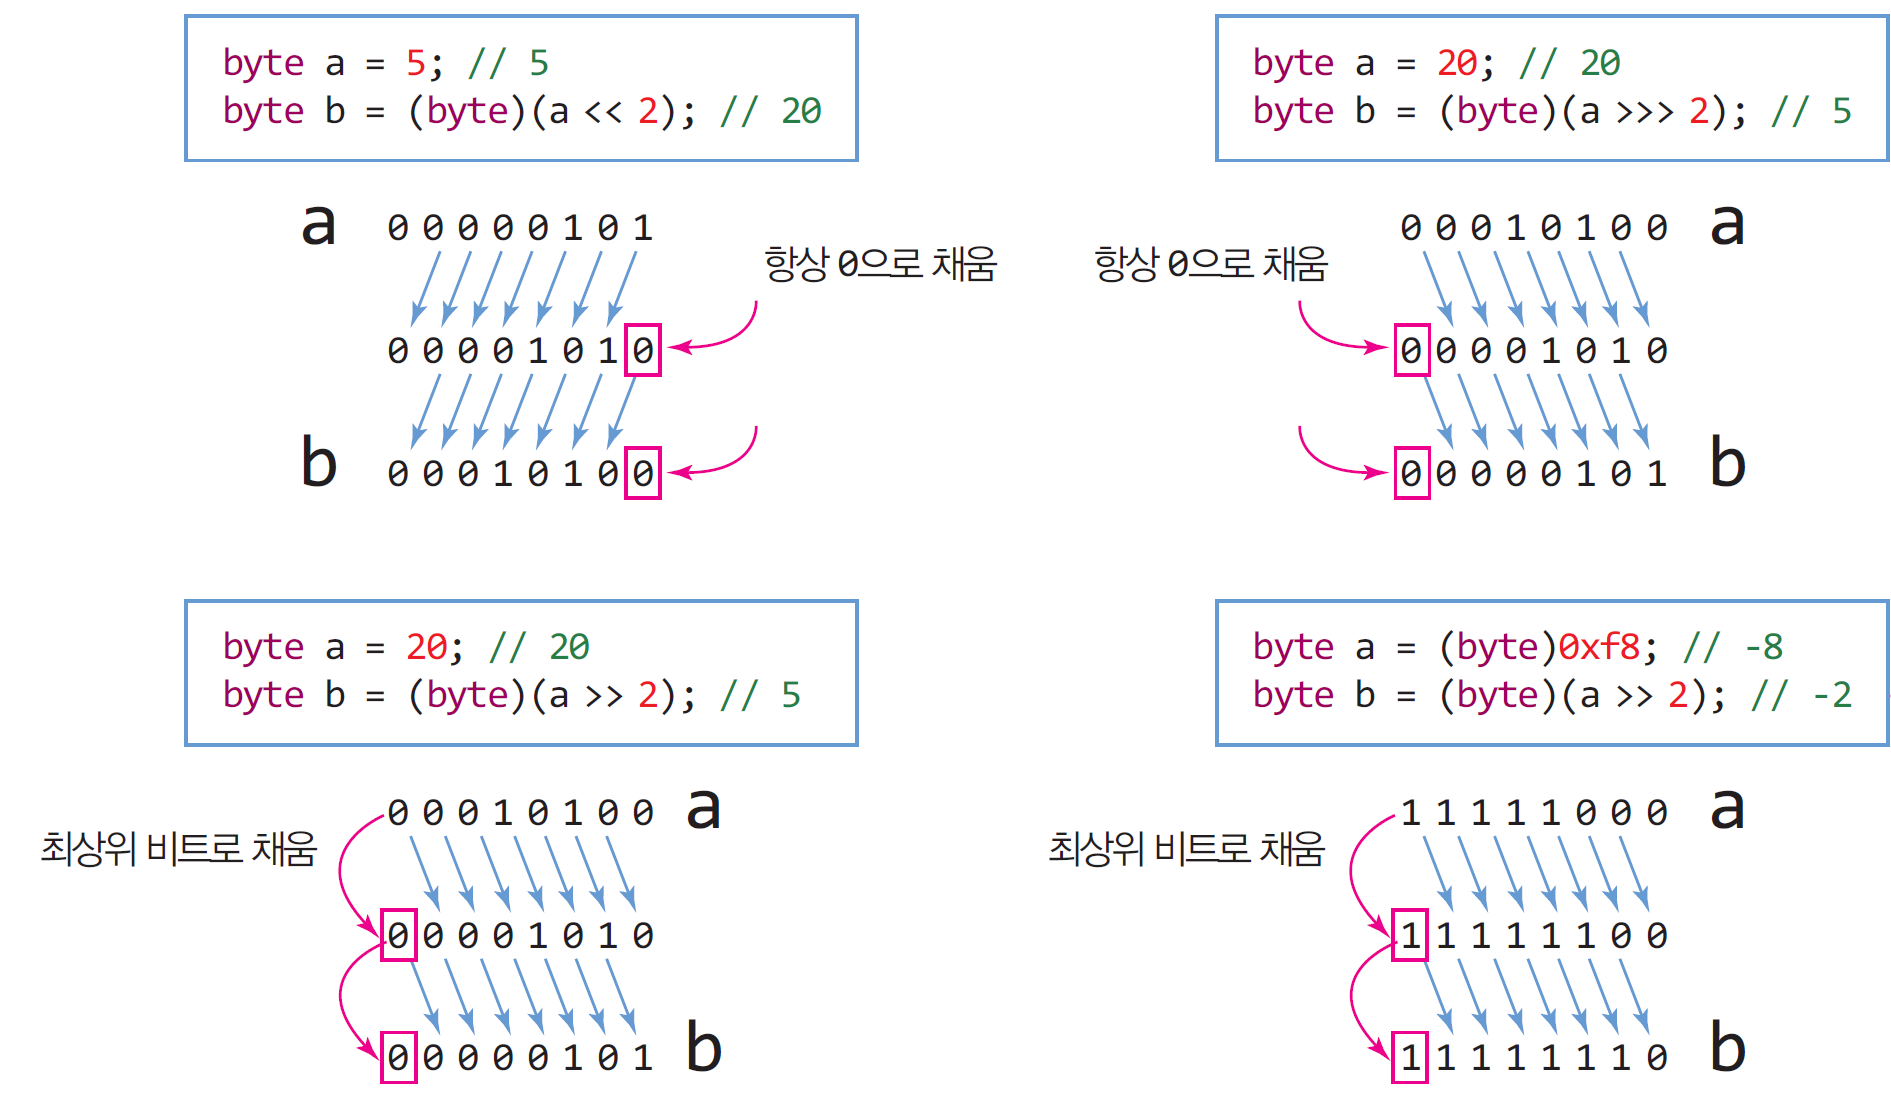 byte a = 5; // 5
byte b = (byte)(a << 2); // 20
a 0 0 0 0 0 1 0 1
항상 0으로 채움
0 0 0 0 1 0 1 0
b 0 0 0 1 0 1 0 0
byte a = 20; // 20
byte b = (byte)(a >>> 2); // 5
0 0 0 1 0 1 0 0 a
항상 0으로 채움
0 0 0 0 1 0 1 0
0 0 0 0 0 1 0 1 b
byte a = 20; // 20
byte b = (byte)(a >> 2); // 5
0 0 0 1 0 1 0 0 a
최상위 비트로 채움
0 0 0 0 1 0 1 0
0 0 0 0 0 1 0 1 b
byte a = (byte)0xf8; // -8
byte b = (byte)(a >> 2); // -2
1 1 1 1 1 0 0 0 a
최상위 비트로 채움
1 1 1 1 1 1 0 0
1 1 1 1 1 1 1 0 b